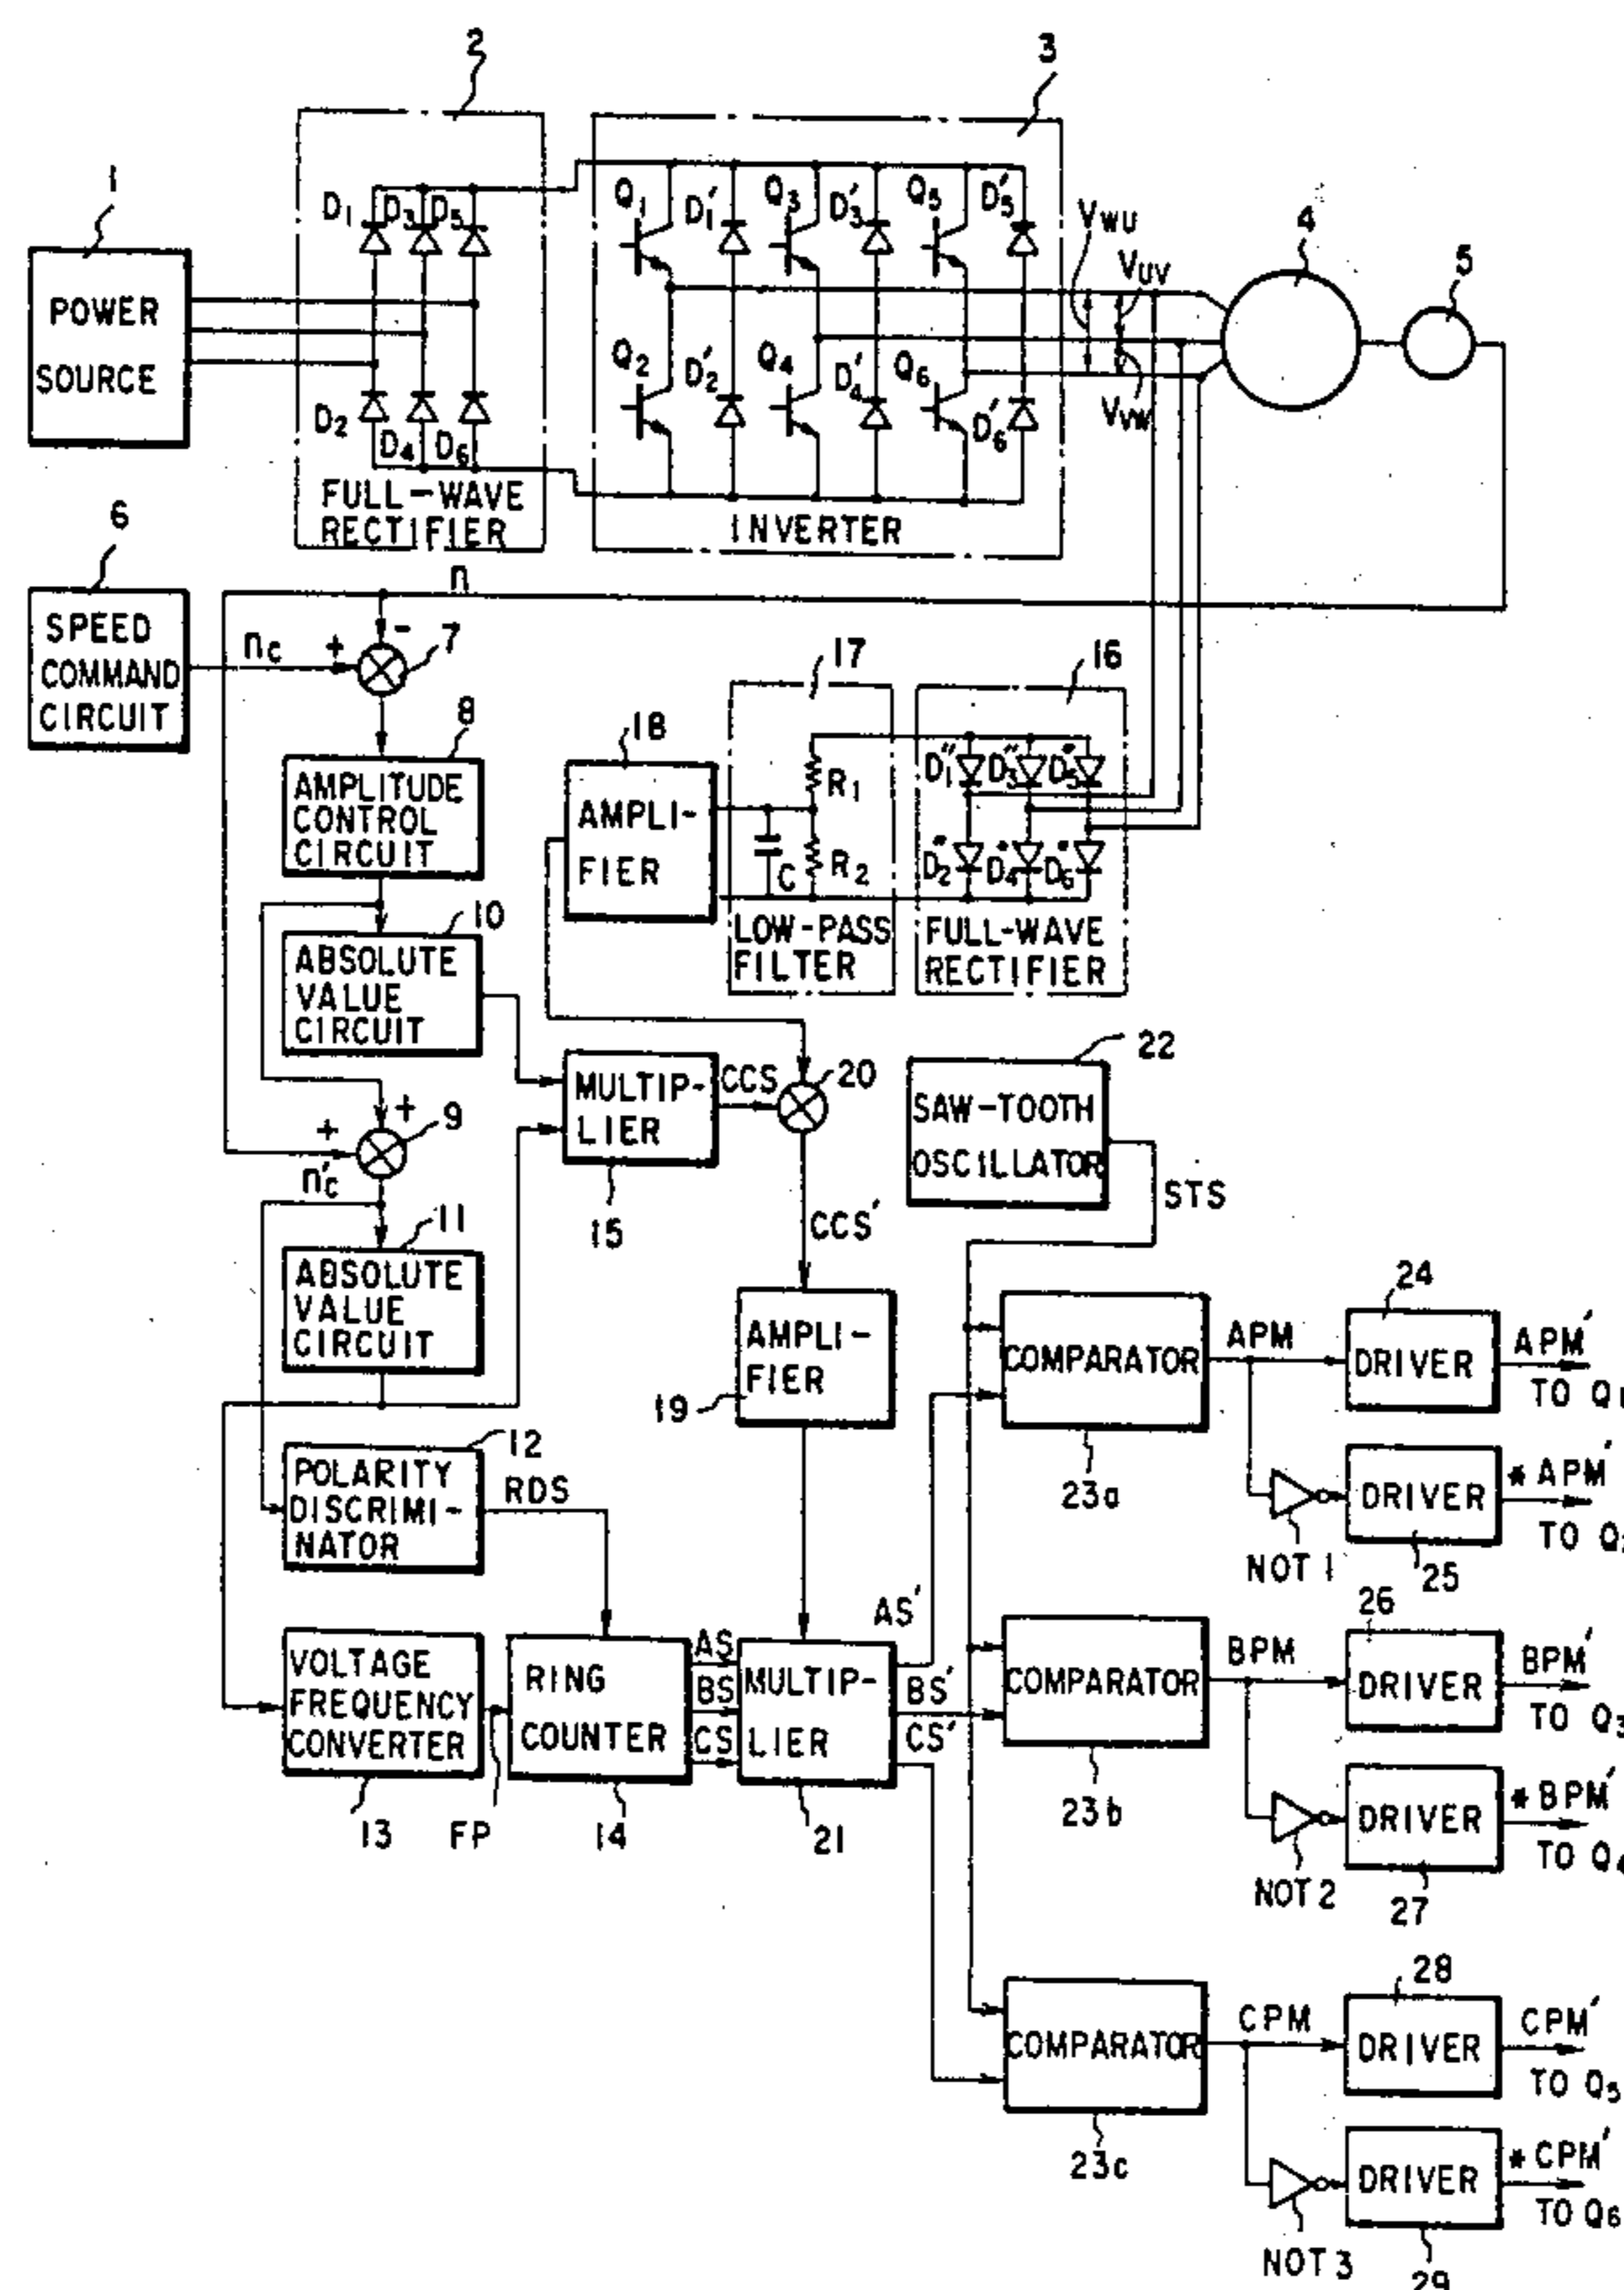 2
3
1
POWER
SOURCE
D1 D3 D5
D2 D4 D6
FULL-WAVE
RECTIFIER
Q1 D1' Q3 D3' Q5 D5'
Q2 D2' Q4 D4' Q6 D6'
INVERTER
VWU
VUV
VVW
4
5
6
SPEED
COMMAND
CIRCUIT
nc
+
-
n
7
8
AMPLITUDE
CONTROL
CIRCUIT
10
ABSOLUTE
VALUE
CIRCUIT
+
+
9
nc'
11
ABSOLUTE
VALUE
CIRCUIT
12
POLARITY
DISCRIMI-
NATOR
RDS
VOLTAGE
FREQUENCY
CONVERTER
13
FP
RING
COUNTER
14
AS
BS
CS
MULTIP-
LIER
21
AS'
BS'
CS'
18
AMPLI-
FIER
17
R1
R2
C
LOW-PASS
FILTER
16
D1" D3" D5"
D2" D4" D6"
FULL-WAVE
RECTIFIER
MULTIP-
LIER
15
CCS
20
CCS'
AMPLI-
FIER
19
22
SAW-TOOTH
OSCILLATOR
STS
COMPARATOR
23a
APM
24
DRIVER
APM'
TO Q1
NOT 1
DRIVER
25
*APM'
TO Q
COMPARATOR
23b
BPM
26
DRIVER
BPM'
TO Q3
NOT 2
DRIVER
27
*BPM'
TO Q4
COMPARATOR
23c
CPM
28
DRIVER
CPM'
TO Q5
NOT 3
DRIVER
29
*CPM'
TO Q6